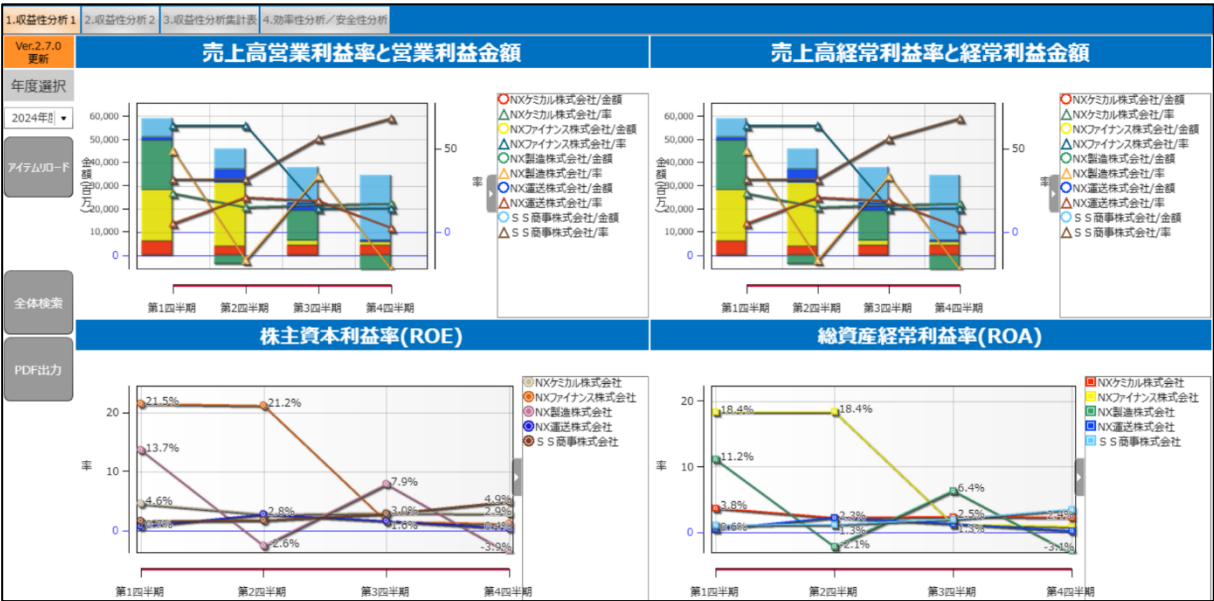 1.収益性分析1 2.収益性分析2 3.収益性分析集計表 4.効率性分析／安全性分析
Ver.2.7.0
更新
年度選択
アイテムリロード
全体検索
PDF出力
売上高営業利益率と営業利益金額
60,000
50,000
40,000
30,000
20,000
10,000
0
金額(百万)
50
0
率
第1四半期 第2四半期 第3四半期 第4四半期
NXケミカル株式会社/金額
NXケミカル株式会社/率
NXファイナンス株式会社/金額
NXファイナンス株式会社/率
NX製造株式会社/金額
NX製造株式会社/率
NX運送株式会社/金額
NX運送株式会社/率
ＳＳ商事株式会社/金額
ＳＳ商事株式会社/率
売上高経常利益率と経常利益金額
60,000
50,000
40,000
30,000
20,000
10,000
0
金額(百万)
50
0
率
第1四半期 第2四半期 第3四半期 第4四半期
NXケミカル株式会社/金額
NXケミカル株式会社/率
NXファイナンス株式会社/金額
NXファイナンス株式会社/率
NX製造株式会社/金額
NX製造株式会社/率
NX運送株式会社/金額
NX運送株式会社/率
ＳＳ商事株式会社/金額
ＳＳ商事株式会社/率
株主資本利益率(ROE)
20
10
0
率
21.5%
21.2%
13.7%
4.6%
2.8%
-2.6%
7.9%
3.0%
1.6%
4.9%
2.9%
-3.9%
第1四半期 第2四半期 第3四半期 第4四半期
NXケミカル株式会社
NXファイナンス株式会社
NX製造株式会社
NX運送株式会社
ＳＳ商事株式会社
総資産経常利益率(ROA)
20
10
0
率
18.4%
18.4%
11.2%
3.8%
0.6%
2.3%
1.3%
-2.1%
6.4%
2.5%
1.3%
-3.1%
第1四半期 第2四半期 第3四半期 第4四半期
NXケミカル株式会社
NXファイナンス株式会社
NX製造株式会社
NX運送株式会社
ＳＳ商事株式会社